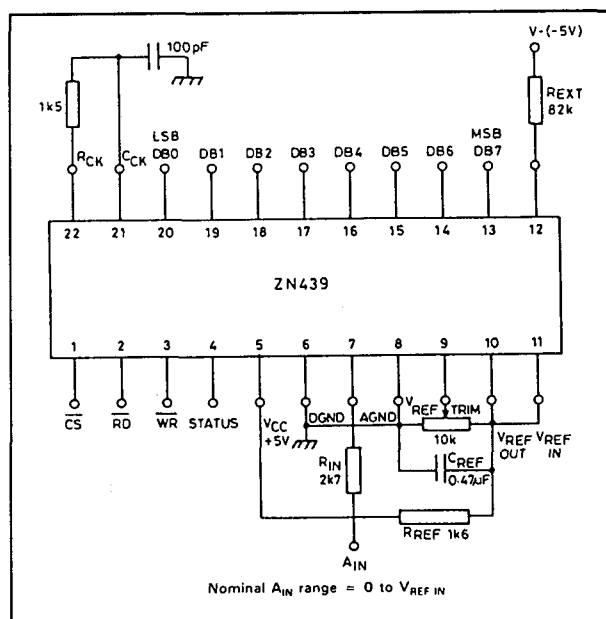 V-(-5V)
100pF
1k5
REXT
82k
LSB
MSB
RCK
CCK
DB0
DB1
DB2
DB3
DB4
DB5
DB6
DB7
22
21
20
19
18
17
16
15
14
13
12
ZN439
1
2
3
4
5
6
7
8
9
10
11
CS
RD
WR
STATUS
VCC
+5V
DGND
AGND
VREF TRIM
10k
VREF
OUT
VREF
IN
RIN
2k7
CREF
0.47µF
RREF 1k6
AIN
Nominal AIN range = 0 to VREF IN